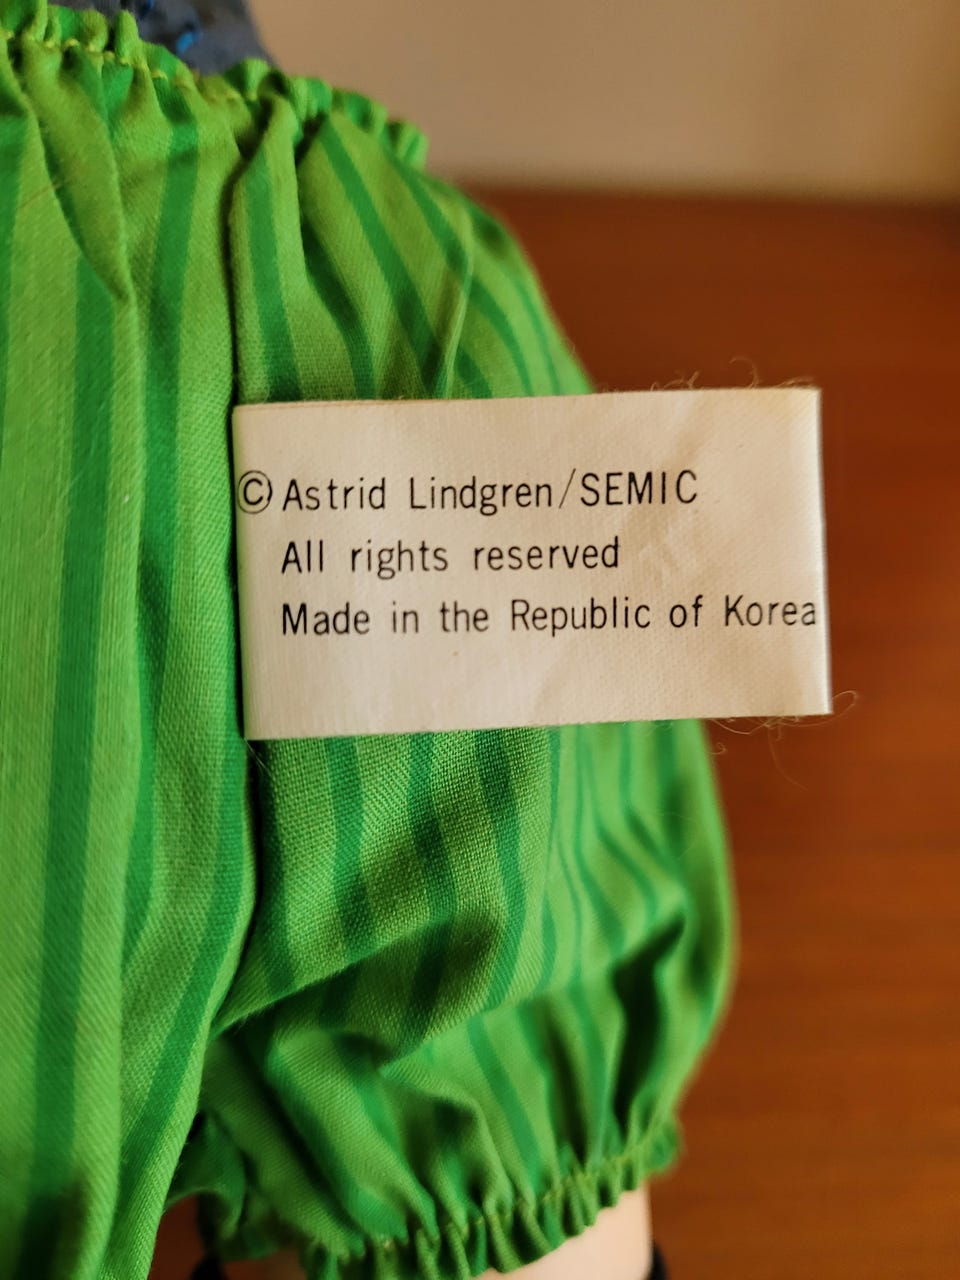 © Astrid Lindgren/SEMIC
All rights reserved
Made in the Republic of Korea